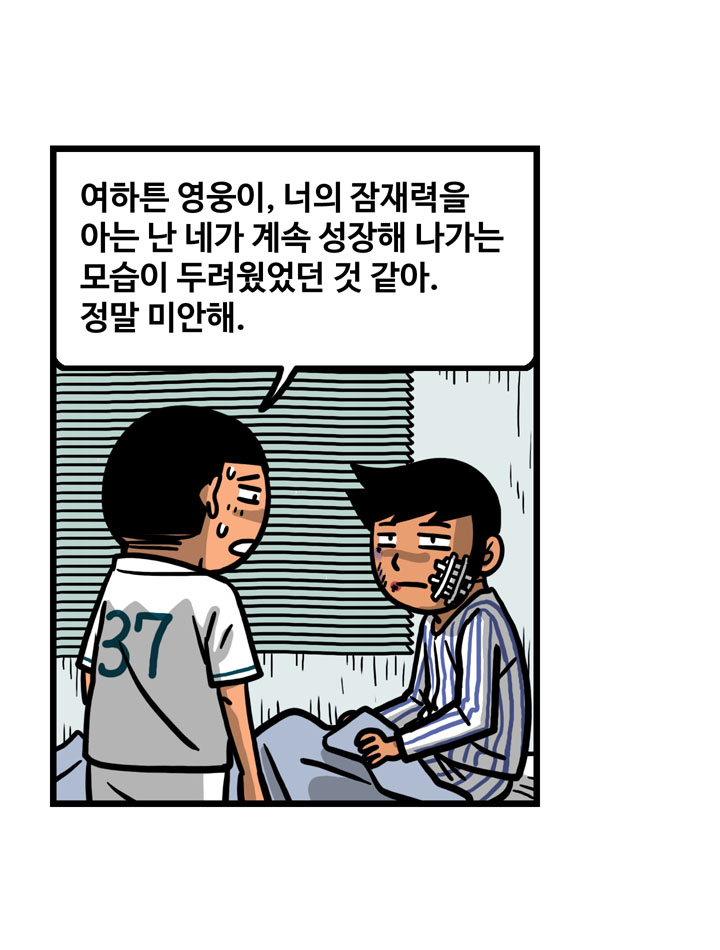 여하튼 영웅이, 너의 잠재력을
아는 난 네가 계속 성장해 나가는
모습이 두려웠었던 것 같아.
정말 미안해.
37